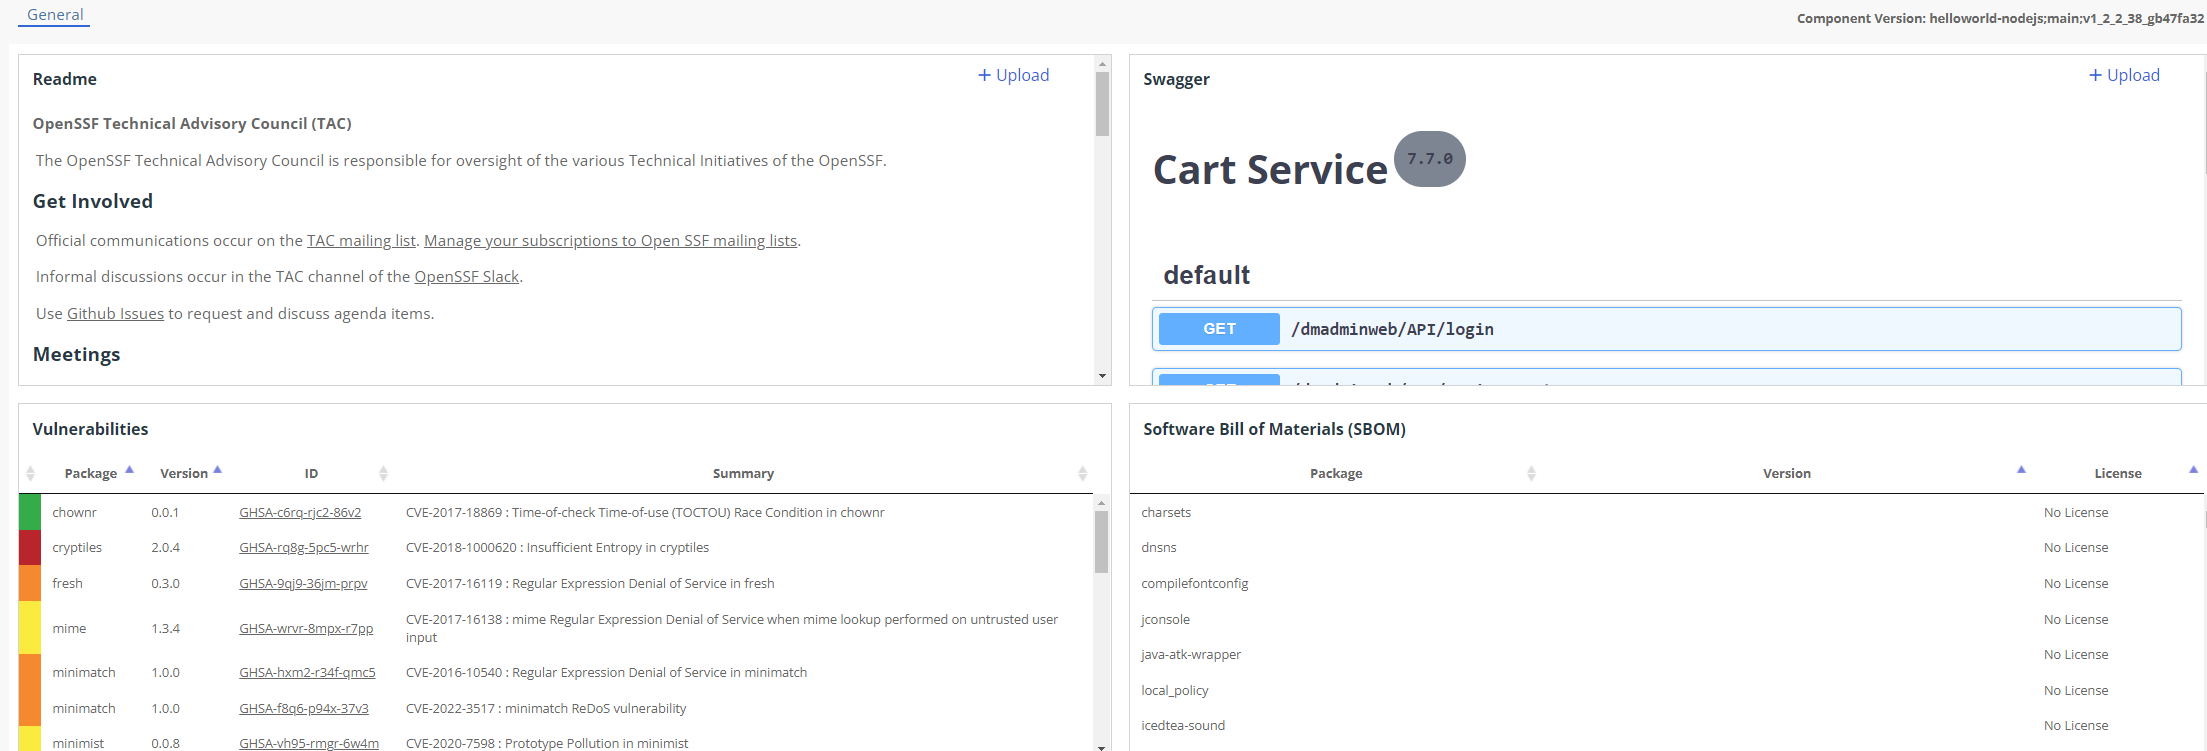 General
Component Version: helloworld-nodejs;main;v1_2_2_38_gb47fa32
Readme
+ Upload
OpenSSF Technical Advisory Council (TAC)
The OpenSSF Technical Advisory Council is responsible for oversight of the various Technical Initiatives of the OpenSSF.
Get Involved
Official communications occur on the TAC mailing list. Manage your subscriptions to Open SSF mailing lists.
Informal discussions occur in the TAC channel of the OpenSSF Slack.
Use Github Issues to request and discuss agenda items.
Meetings
Swagger
+ Upload
Cart Service 7.7.0
default
GET /dmadminweb/API/login
Vulnerabilities
Package Version ID Summary
chownr 0.0.1 GHSA-c6rq-rjc2-86v2 CVE-2017-18869 : Time-of-check Time-of-use (TOCTOU) Race Condition in chownr
cryptiles 2.0.4 GHSA-rq8g-5pc5-wrhr CVE-2018-1000620 : Insufficient Entropy in cryptiles
fresh 0.3.0 GHSA-9qj9-36jm-prpv CVE-2017-16119 : Regular Expression Denial of Service in fresh
mime 1.3.4 GHSA-wrvr-8mpx-r7pp CVE-2017-16138 : mime Regular Expression Denial of Service when mime lookup performed on untrusted user
input
minimatch 1.0.0 GHSA-hxm2-r34f-qmc5 CVE-2016-10540 : Regular Expression Denial of Service in minimatch
minimatch 1.0.0 GHSA-f8q6-p94x-37v3 CVE-2022-3517 : minimatch ReDoS vulnerability
minimist 0.0.8 GHSA-vh95-rmgr-6w4m CVE-2020-7598 : Prototype Pollution in minimist
Software Bill of Materials (SBOM)
Package Version License
charsets No License
dnsns No License
compilefontconfig No License
jconsole No License
java-atk-wrapper No License
local_policy No License
icedtea-sound No License